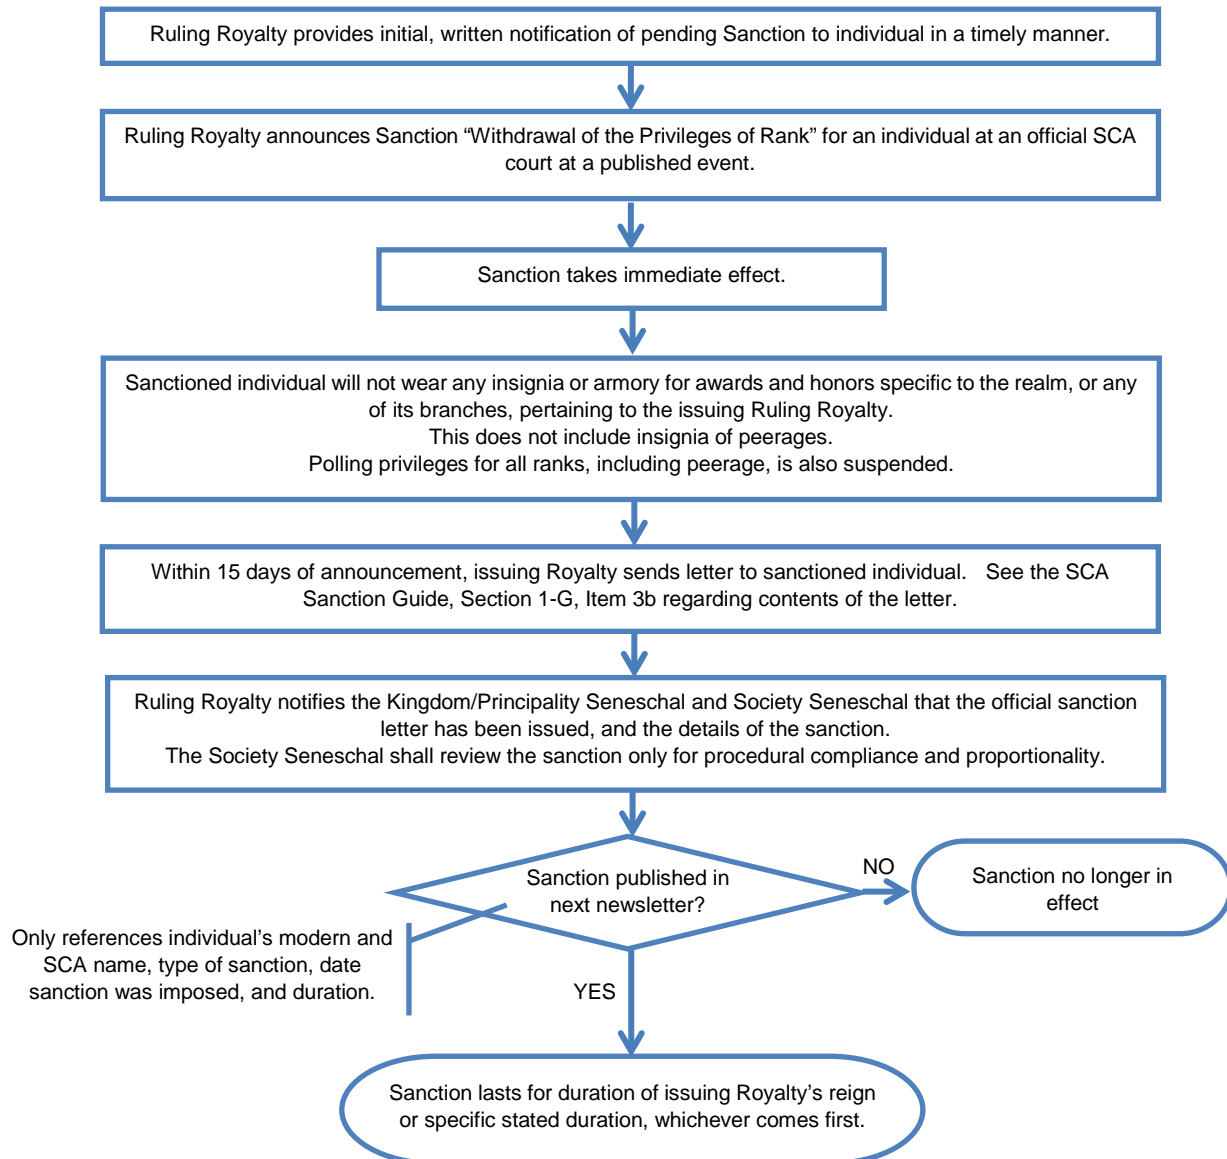 Ruling Royalty provides initial, written notification of pending Sanction to individual in a timely manner.
Ruling Royalty announces Sanction “Withdrawal of the Privileges of Rank” for an individual at an official SCA
court at a published event.
Sanction takes immediate effect.
Sanctioned individual will not wear any insignia or armory for awards and honors specific to the realm, or any
of its branches, pertaining to the issuing Ruling Royalty.
This does not include insignia of peerages.
Polling privileges for all ranks, including peerage, is also suspended.
Within 15 days of announcement, issuing Royalty sends letter to sanctioned individual. See the SCA
Sanction Guide, Section 1-G, Item 3b regarding contents of the letter.
Ruling Royalty notifies the Kingdom/Principality Seneschal and Society Seneschal that the official sanction
letter has been issued, and the details of the sanction.
The Society Seneschal shall review the sanction only for procedural compliance and proportionality.
Sanction published in
next newsletter?
NO
Sanction no longer in
effect
Only references individual’s modern and
SCA name, type of sanction, date
sanction was imposed, and duration.
YES
Sanction lasts for duration of issuing Royalty’s reign
or specific stated duration, whichever comes first.